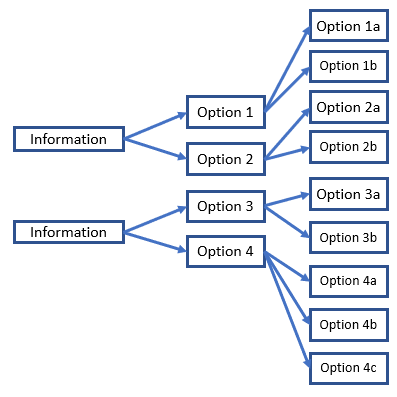 Information
Option 1
Option 1a
Option 1b
Option 2
Option 2a
Option 2b
Information
Option 3
Option 3a
Option 3b
Option 4
Option 4a
Option 4b
Option 4c